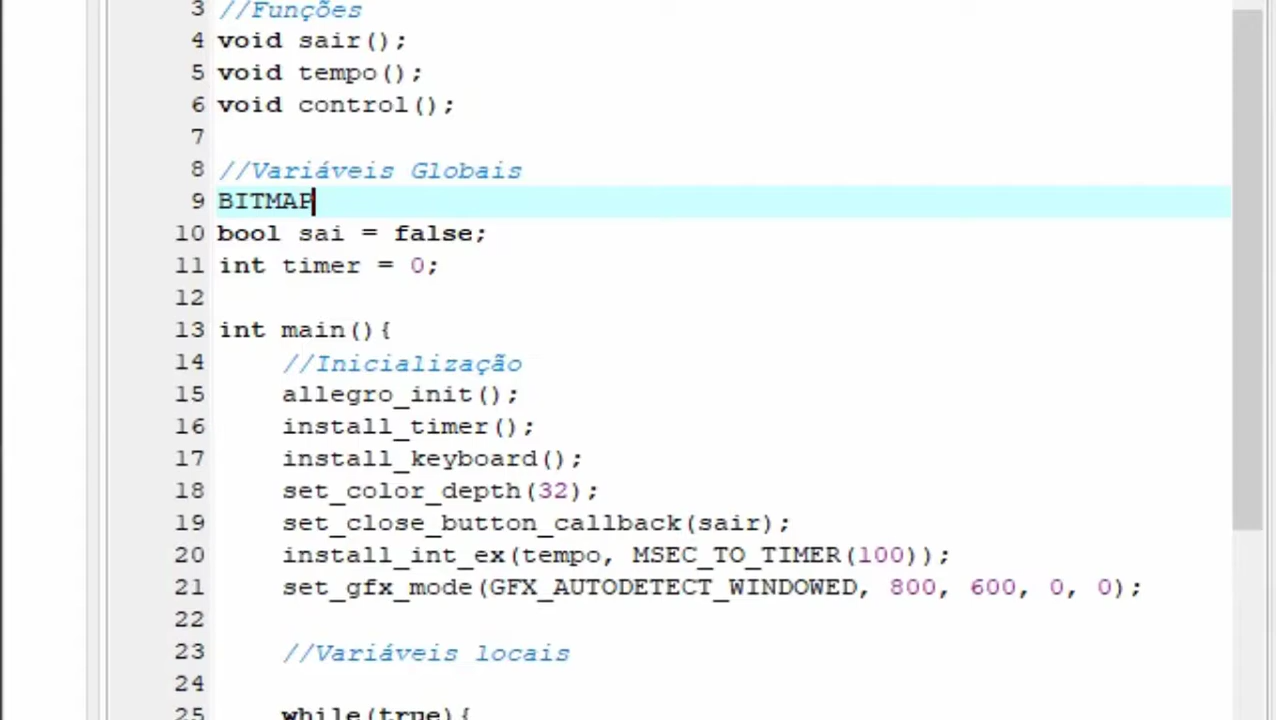 3 //Funções
4 void sair();
5 void tempo();
6 void control();
7
8 //Variáveis Globais
9 BITMAP
10 bool sai = false;
11 int timer = 0;
12
13 int main(){
14 //Inicialização
15 allegro_init();
16 install_timer();
17 install_keyboard();
18 set_color_depth(32);
19 set_close_button_callback(sair);
20 install_int_ex(tempo, MSEC_TO_TIMER(100));
21 set_gfx_mode(GFX_AUTODETECT_WINDOWED, 800, 600, 0, 0);
22
23 //Variáveis locais
24
25 while(true){